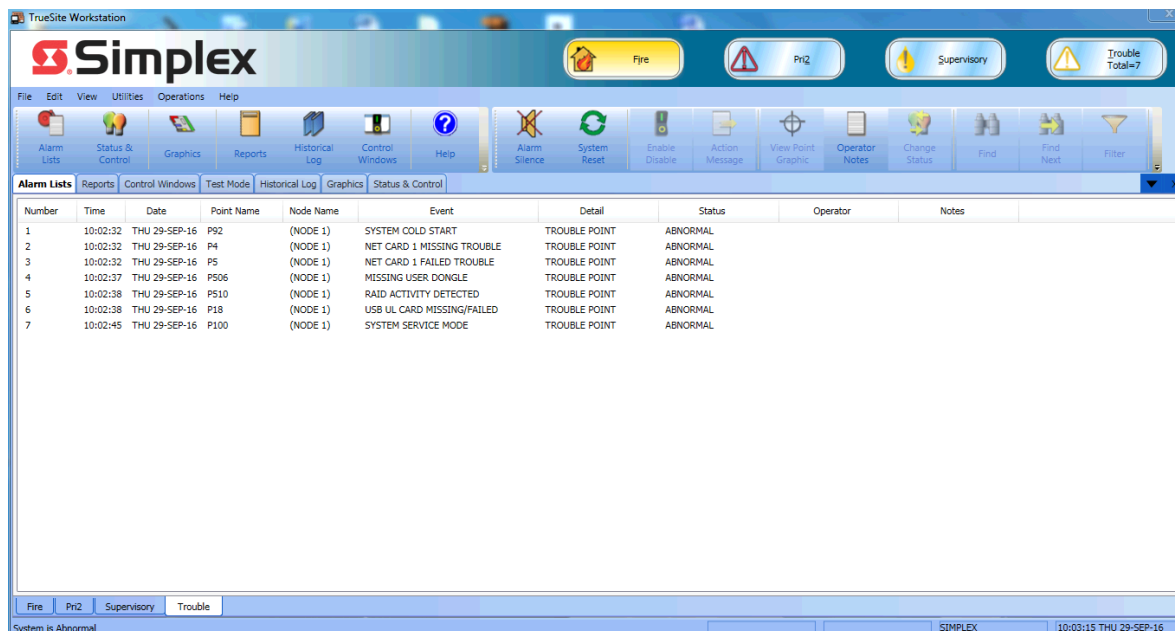 TrueSite Workstation
Simplex
Fire
Pri2
Supervisory
Trouble
Total=7
File Edit View Utilities Operations Help
Alarm Lists
Status & Control
Graphics
Reports
Historical Log
Control Windows
Help
Alarm Silence
System Reset
Enable Disable
Action Message
View Point Graphic
Operator Notes
Change Status
Find
Find Next
Filter
Alarm Lists Reports Control Windows Test Mode Historical Log Graphics Status & Control
Number Time Date Point Name Node Name Event Detail Status Operator Notes
1 10:02:32 THU 29-SEP-16 P92 (NODE 1) SYSTEM COLD START TROUBLE POINT ABNORMAL
2 10:02:32 THU 29-SEP-16 P4 (NODE 1) NET CARD 1 MISSING TROUBLE TROUBLE POINT ABNORMAL
3 10:02:32 THU 29-SEP-16 P5 (NODE 1) NET CARD 1 FAILED TROUBLE TROUBLE POINT ABNORMAL
4 10:02:37 THU 29-SEP-16 P506 (NODE 1) MISSING USER DONGLE TROUBLE POINT ABNORMAL
5 10:02:38 THU 29-SEP-16 P510 (NODE 1) RAID ACTIVITY DETECTED TROUBLE POINT ABNORMAL
6 10:02:38 THU 29-SEP-16 P18 (NODE 1) USB UL CARD MISSING/FAILED TROUBLE POINT ABNORMAL
7 10:02:45 THU 29-SEP-16 P100 (NODE 1) SYSTEM SERVICE MODE TROUBLE POINT ABNORMAL
Fire Pri2 Supervisory Trouble
System is Abnormal SIMPLEX 10:03:15 THU 29-SEP-16